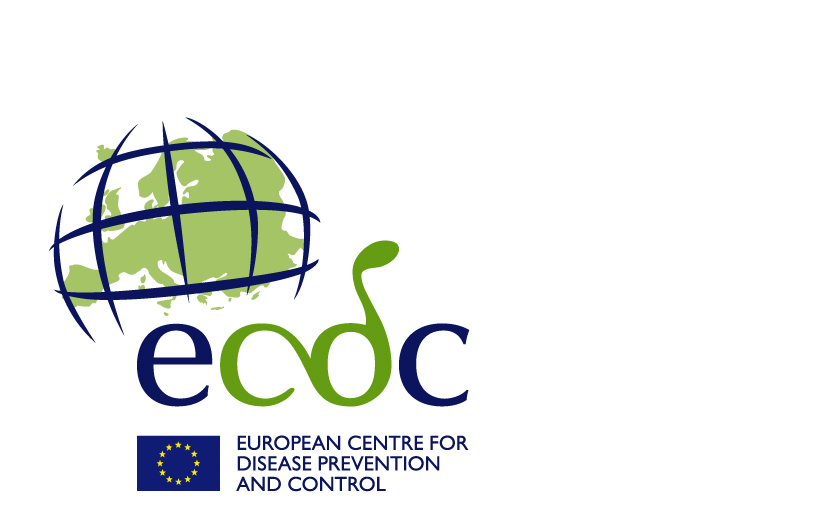 ecdc
EUROPEAN CENTRE FOR
DISEASE PREVENTION
AND CONTROL